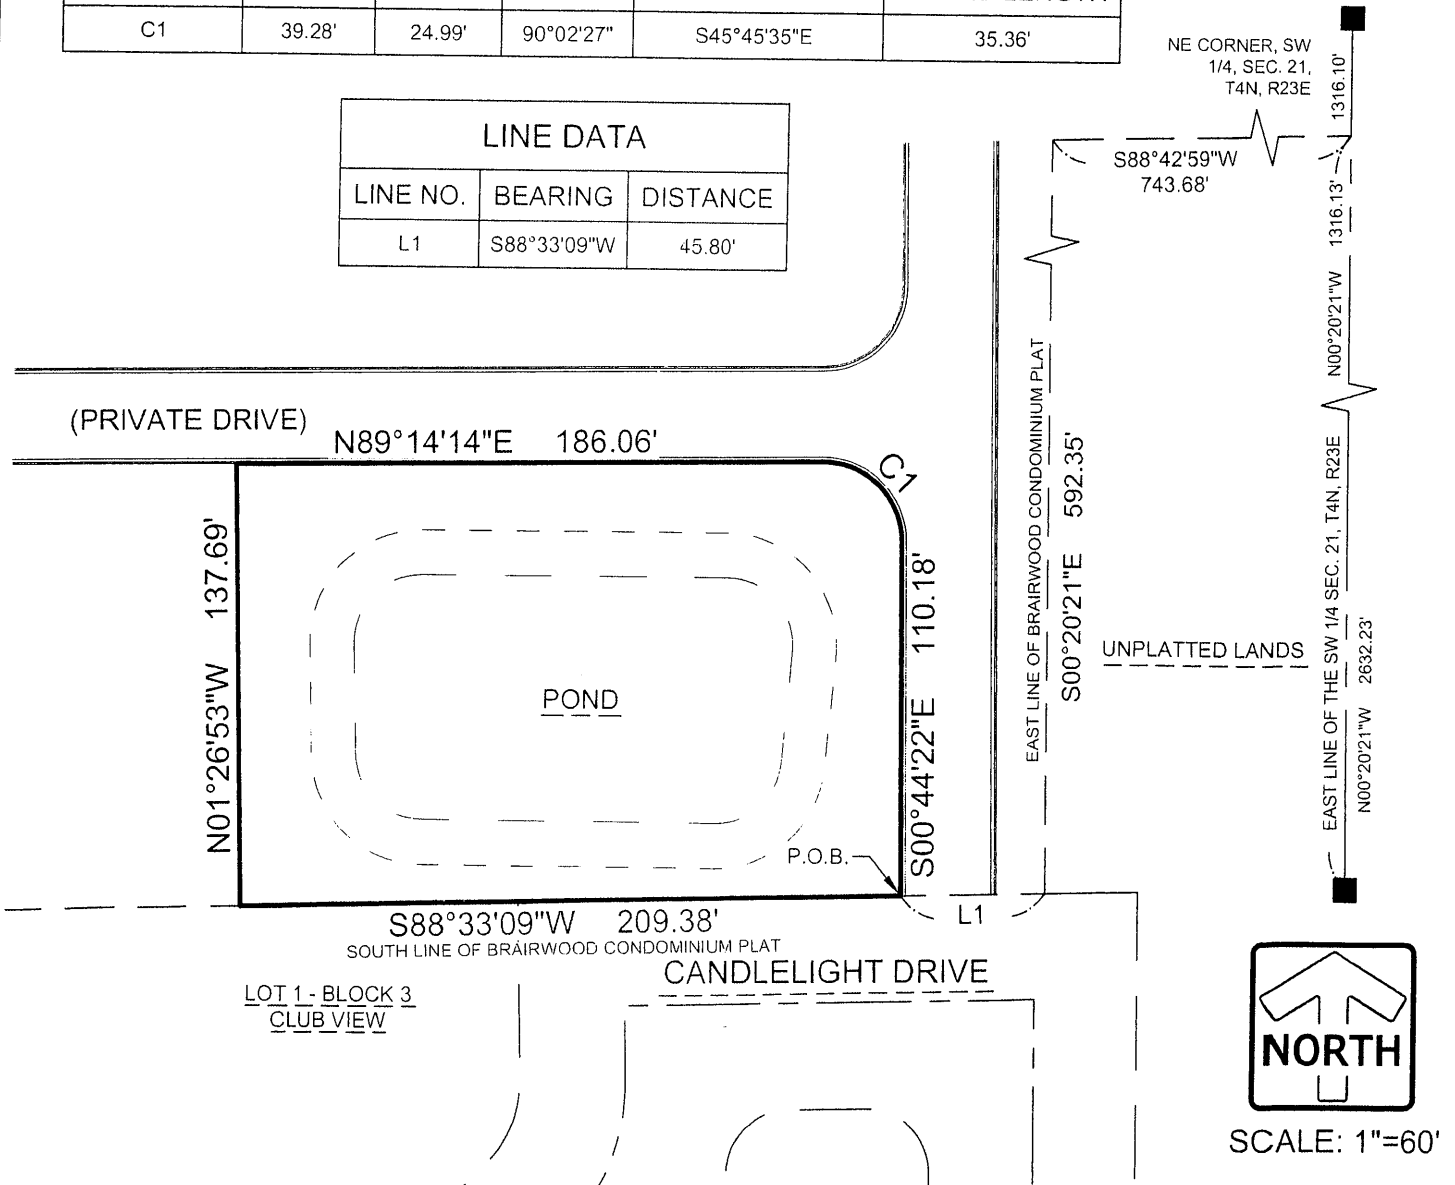 C1 39.28' 24.99' 90°02'27" S45°45'35"E 35.36'
LINE DATA
LINE NO. BEARING DISTANCE
L1 S88°33'09"W 45.80'
NE CORNER, SW
1/4, SEC. 21,
T4N, R23E
1316.10'
S88°42'59"W
743.68'
N00°20'21"W 1316.13'
(PRIVATE DRIVE)
N89°14'14"E 186.06'
C1
N01°26'53"W 137.69'
POND
S00°44'22"E 110.18'
P.O.B.
EAST LINE OF BRAIRWOOD CONDOMINIUM PLAT
S00°20'21"E 592.35'
UNPLATTED LANDS
EAST LINE OF THE SW 1/4 SEC. 21, T4N, R23E
N00°20'21"W 2632.23'
L1
S88°33'09"W 209.38'
SOUTH LINE OF BRAIRWOOD CONDOMINIUM PLAT
CANDLELIGHT DRIVE
LOT 1 - BLOCK 3
CLUB VIEW
NORTH
SCALE: 1"=60'